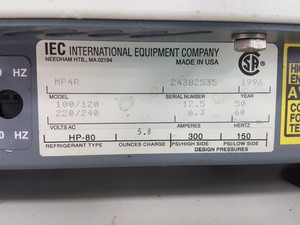 IEC INTERNATIONAL EQUIPMENT COMPANY
NEEDHAM HTS., MA 02194 MADE IN USA
MP4R 24382535 1996
MODEL SERIAL NUMBER YEAR
100/120 12.5 50
220/240 6.3 60
VOLTS AC AMPERES HERTZ
HP-80 5.8 300 150
REFRIGERANT TYPE OUNCES CHARGE PSI/HIGH SIDE PSI/LOW SIDE
DESIGN PRESSURES
HZ
0 HZ